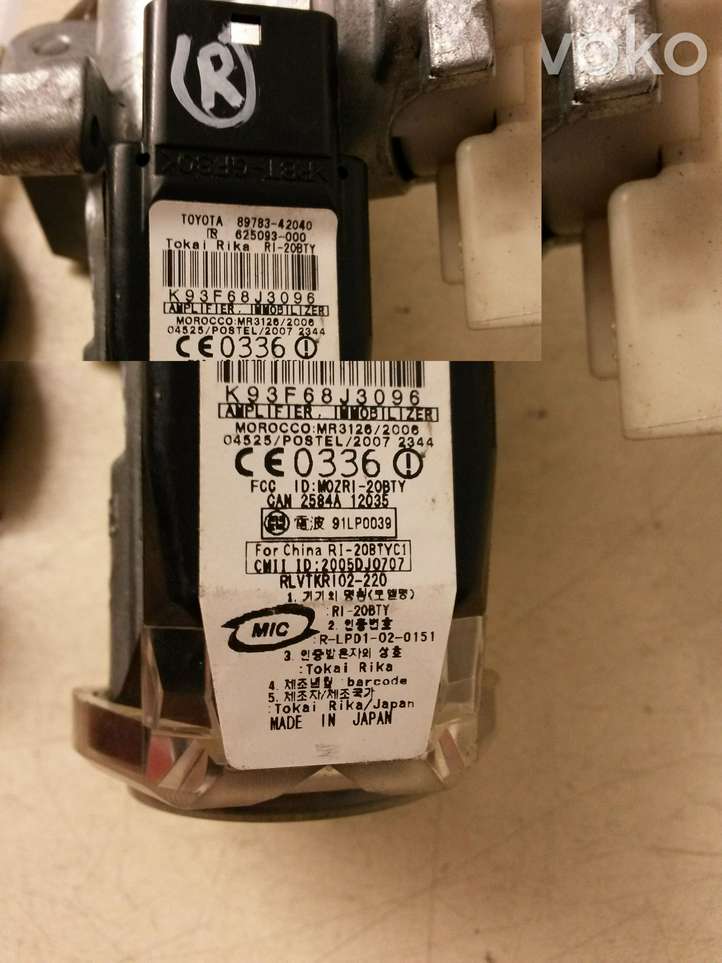 voko
R
>PBT-GF30<
TOYOTA 89783-42040
TR 625093-000
Tokai Rika RI-20BTY
K93F68J3096
AMPLIFIER, IMMOBILIZER
MOROCCO:MR3126/2006
04525/POSTEL/2007 2344
CE0336
K93F68J3096
AMPLIFIER, IMMOBILIZER
MOROCCO:MR3126/2006
04525/POSTEL/2007 2344
CE0336
FCC ID:MOZRI-20BTY
CAN 2584A 12035
電波 91LP0039
For China RI-20BTYC1
CMII ID:2005DJ0707
RLVTKRI02-220
1. 기기의 명칭(모델명)
:RI-20BTY
MIC
2. 인증번호
:R-LPD1-02-0151
3. 인증받은자의 상호
:Tokai Rika
4. 제조년월 :barcode
5. 제조자/제조국가
:Tokai Rika/Japan
MADE IN JAPAN